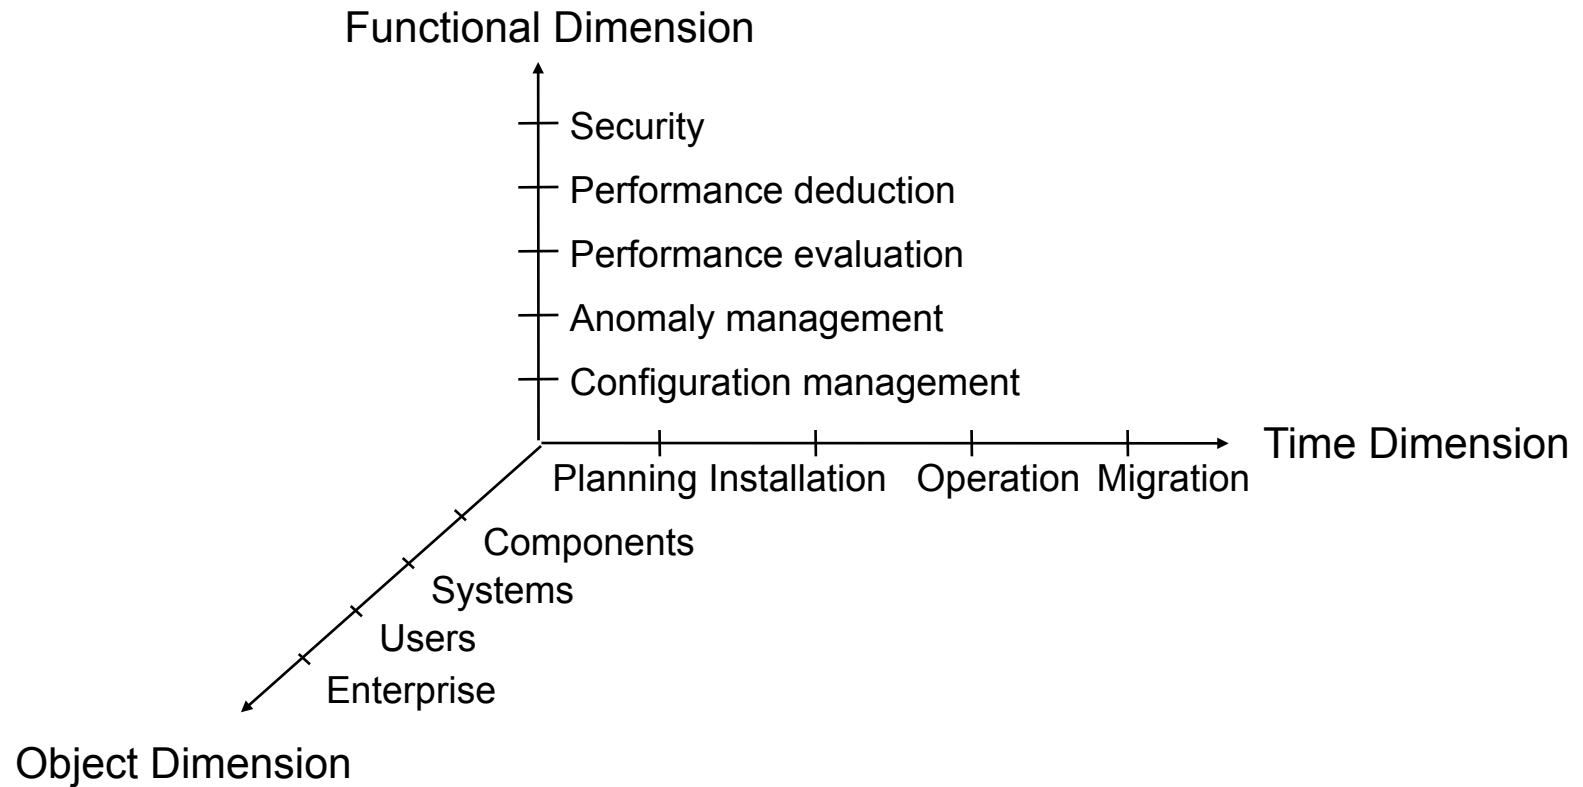 Functional Dimension
Security
Performance deduction
Performance evaluation
Anomaly management
Configuration management
Time Dimension
Planning Installation Operation Migration
Components
Systems
Users
Enterprise
Object Dimension